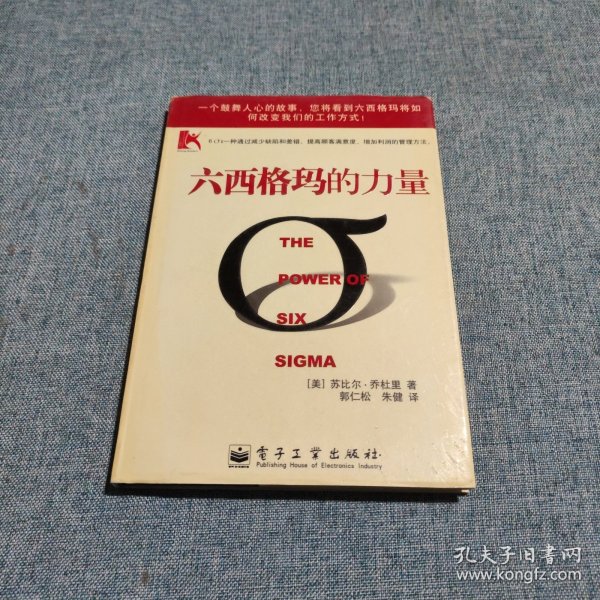 一个鼓舞人心的故事，您将看到六西格玛将如
何改变我们的工作方式！
一种通过减少缺陷和差错、提高顾客满意度、增加利润的管理方法。
六西格玛的力量
THE
POWER OF
SIX
SIGMA
[美] 苏比尔·乔杜里 著
郭仁松 朱健 译
電子工業出版社
Publishing House of Electronics Industry
孔夫子旧书网
www.kongfz.com